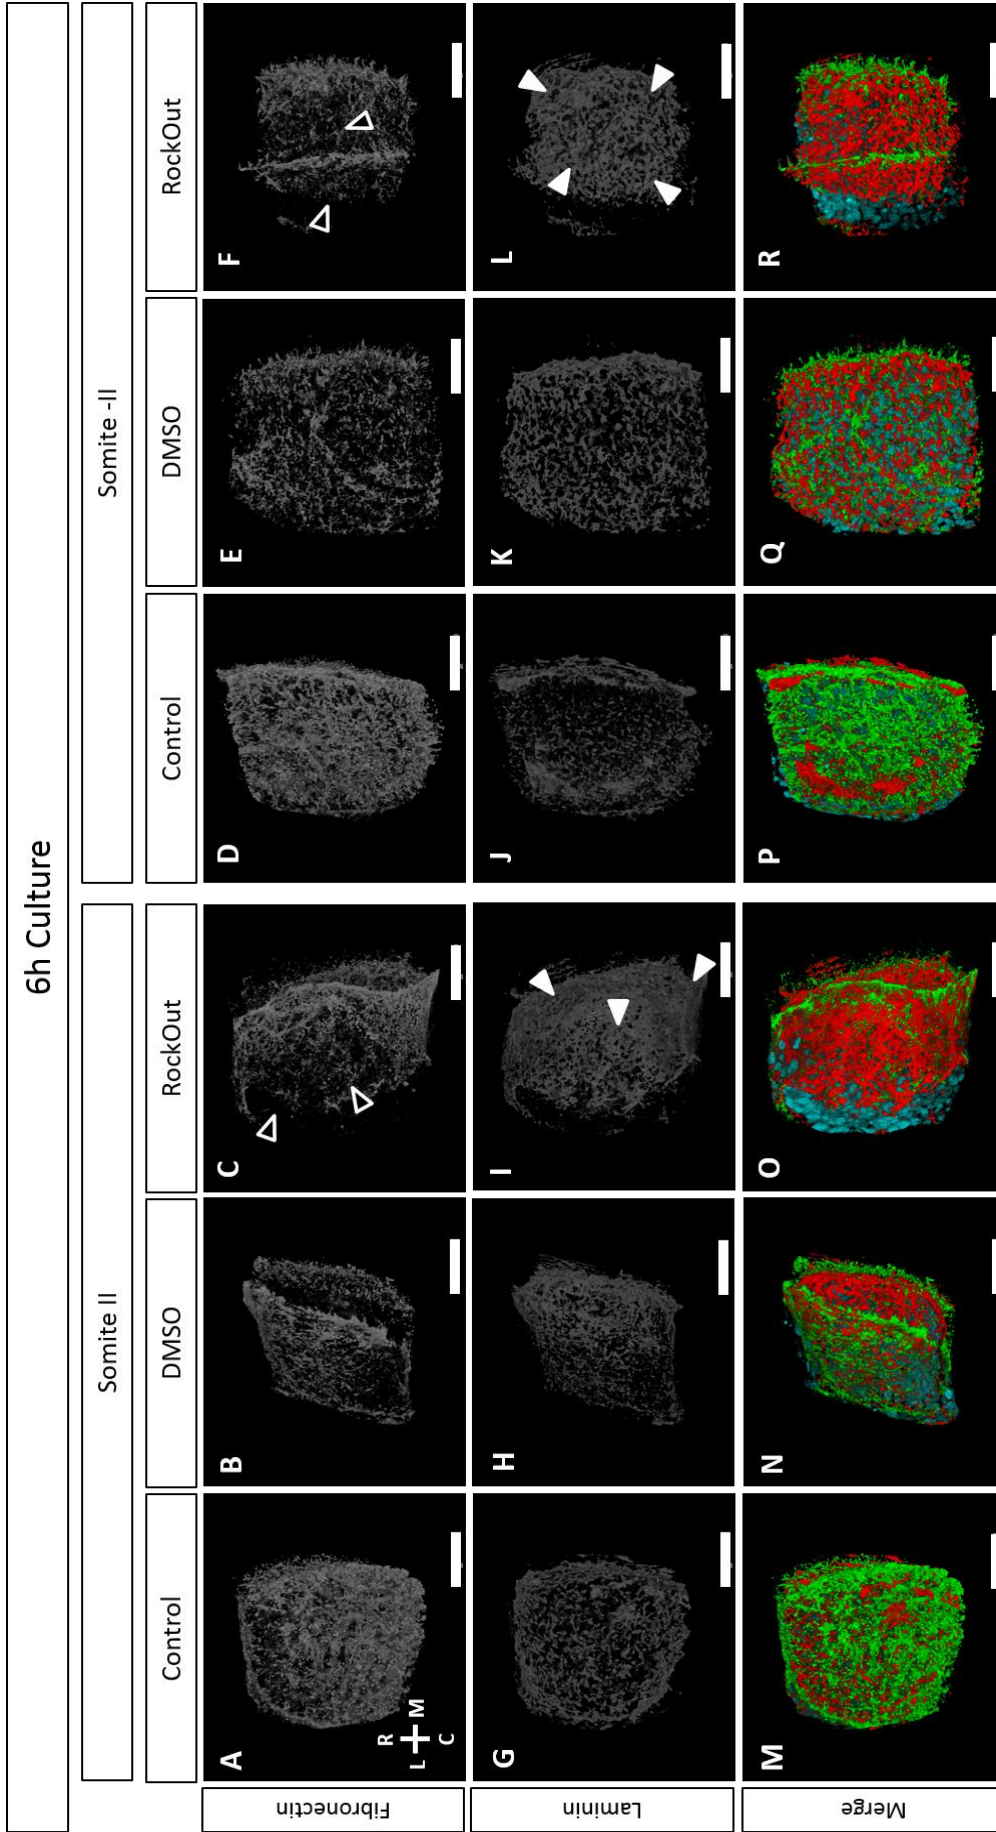 6h Culture
Somite II
Somite -II
Control
DMSO
RockOut
Control
DMSO
RockOut
Fibronectin
A
R
L
M
C
B
C
D
E
F
Laminin
G
H
I
J
K
L
Merge
M
N
O
P
Q
R